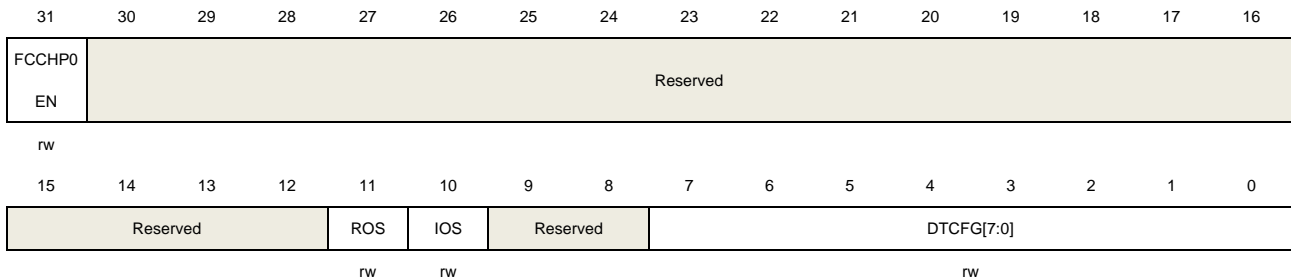 31 30 29 28 27 26 25 24 23 22 21 20 19 18 17 16
FCCHP0
EN
Reserved
rw
15 14 13 12 11 10 9 8 7 6 5 4 3 2 1 0
Reserved ROS IOS Reserved DTCFG[7:0]
rw rw rw